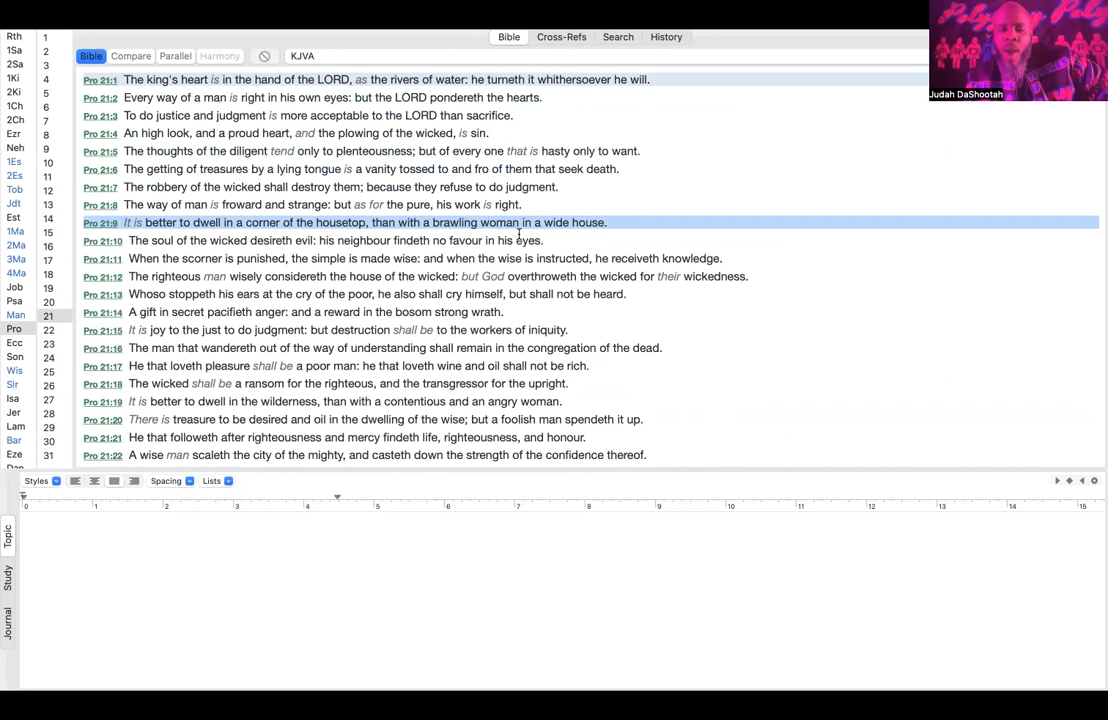 Bible Cross-Refs Search History
Bible Compare Parallel Harmony KJVA
Rth
1Sa
2Sa
1Ki
2Ki
1Ch
2Ch
Ezr
Neh
1Es
2Es
Tob
Jdt
Est
1Ma
2Ma
3Ma
4Ma
Job
Psa
Man
Pro
Ecc
Son
Wis
Sir
Isa
Jer
Lam
Bar
Eze
Dan
1
2
3
4
5
6
7
8
9
10
11
12
13
14
15
16
17
18
19
20
21
22
23
24
25
26
27
28
29
30
31
Pro 21:1 The king's heart is in the hand of the LORD, as the rivers of water: he turneth it whithersoever he will.
Pro 21:2 Every way of a man is right in his own eyes: but the LORD pondereth the hearts.
Pro 21:3 To do justice and judgment is more acceptable to the LORD than sacrifice.
Pro 21:4 An high look, and a proud heart, and the plowing of the wicked, is sin.
Pro 21:5 The thoughts of the diligent tend only to plenteousness; but of every one that is hasty only to want.
Pro 21:6 The getting of treasures by a lying tongue is a vanity tossed to and fro of them that seek death.
Pro 21:7 The robbery of the wicked shall destroy them; because they refuse to do judgment.
Pro 21:8 The way of man is froward and strange: but as for the pure, his work is right.
Pro 21:9 It is better to dwell in a corner of the housetop, than with a brawling woman in a wide house.
Pro 21:10 The soul of the wicked desireth evil: his neighbour findeth no favour in his eyes.
Pro 21:11 When the scorner is punished, the simple is made wise: and when the wise is instructed, he receiveth knowledge.
Pro 21:12 The righteous man wisely considereth the house of the wicked: but God overthroweth the wicked for their wickedness.
Pro 21:13 Whoso stoppeth his ears at the cry of the poor, he also shall cry himself, but shall not be heard.
Pro 21:14 A gift in secret pacifieth anger: and a reward in the bosom strong wrath.
Pro 21:15 It is joy to the just to do judgment: but destruction shall be to the workers of iniquity.
Pro 21:16 The man that wandereth out of the way of understanding shall remain in the congregation of the dead.
Pro 21:17 He that loveth pleasure shall be a poor man: he that loveth wine and oil shall not be rich.
Pro 21:18 The wicked shall be a ransom for the righteous, and the transgressor for the upright.
Pro 21:19 It is better to dwell in the wilderness, than with a contentious and an angry woman.
Pro 21:20 There is treasure to be desired and oil in the dwelling of the wise; but a foolish man spendeth it up.
Pro 21:21 He that followeth after righteousness and mercy findeth life, righteousness, and honour.
Pro 21:22 A wise man scaleth the city of the mighty, and casteth down the strength of the confidence thereof.
Judah DaShootah
Styles Spacing Lists
0 1 2 3 4 5 6 7 8 9 10 11 12 13 14 15
Topic
Study
Journal